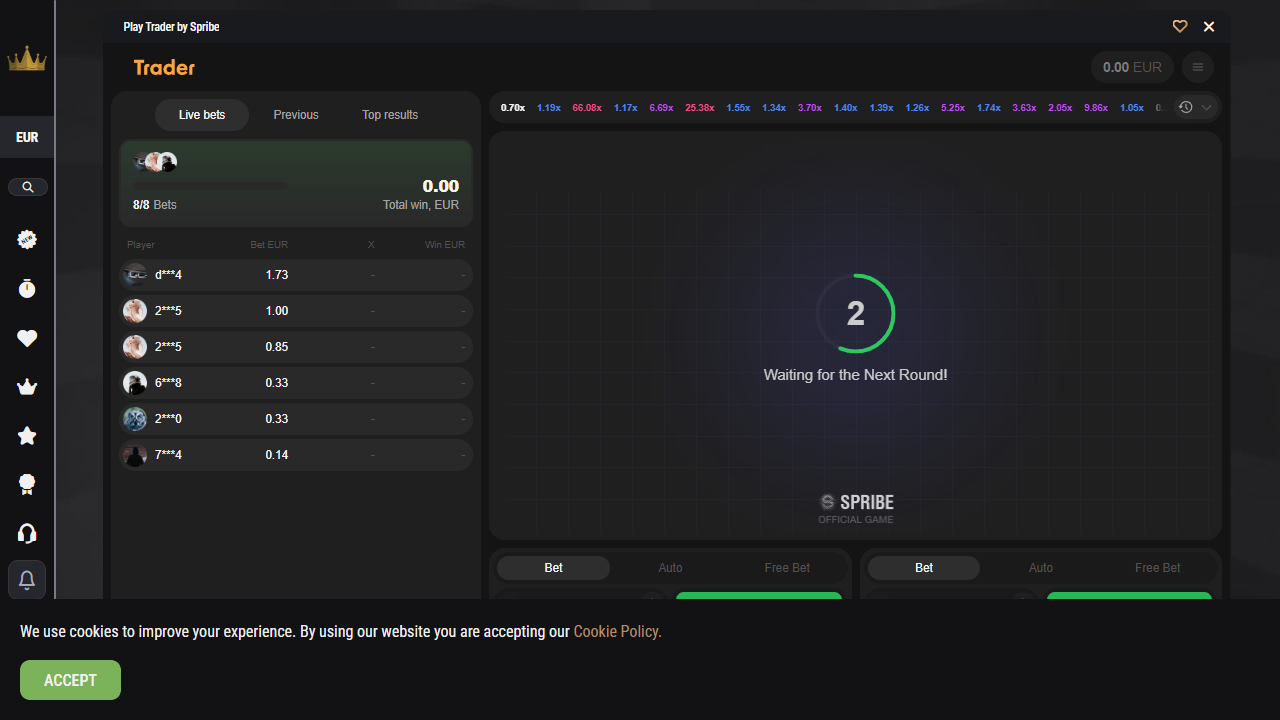 Play Trader by Spribe
Trader
0.00 EUR
EUR
NEW
Live bets Previous Top results
0.70x 1.19x 66.08x 1.17x 6.69x 25.38x 1.55x 1.34x 3.70x 1.40x 1.39x 1.26x 5.25x 1.74x 3.63x 2.05x 9.86x 1.05x
0.00
8/8 Bets Total win, EUR
Player Bet EUR X Win EUR
d***4 1.73 - -
2***5 1.00 - -
2***5 0.85 - -
6***8 0.33 - -
2***0 0.33 - -
7***4 0.14 - -
2
Waiting for the Next Round!
SPRIBE
OFFICIAL GAME
Bet Auto Free Bet
Bet Auto Free Bet
We use cookies to improve your experience. By using our website you are accepting our Cookie Policy.
ACCEPT